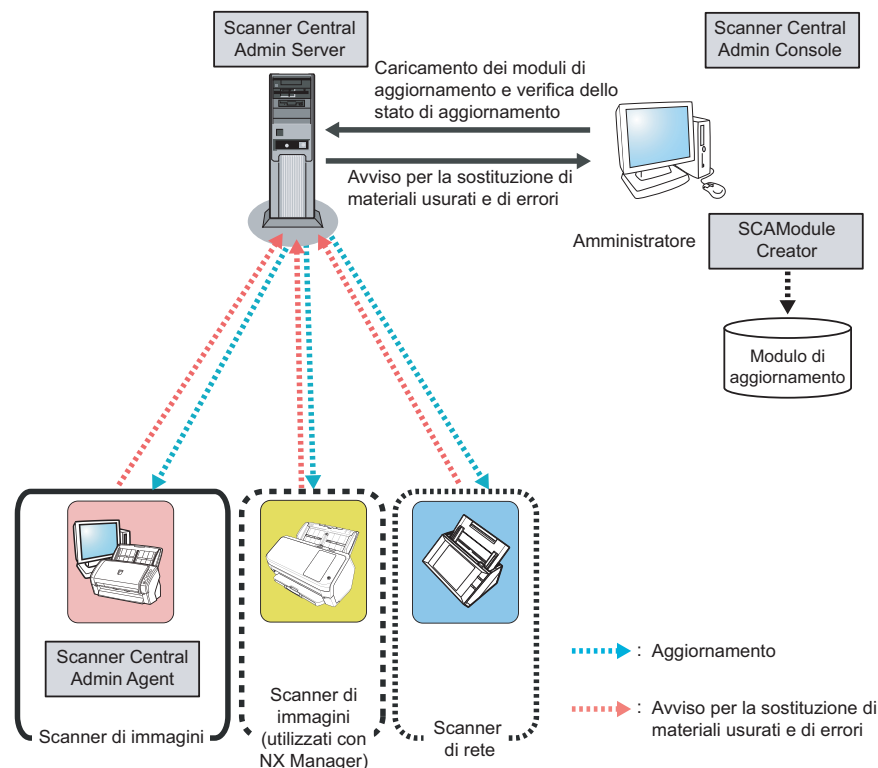 Scanner Central
Admin Server
Scanner Central
Admin Console
Caricamento dei moduli di
aggiornamento e verifica dello
stato di aggiornamento
Avviso per la sostituzione di
materiali usurati e di errori
Amministratore
SCAModule
Creator
Modulo di
aggiornamento
Scanner Central
Admin Agent
Scanner di immagini
Scanner di
immagini
(utilizzati con
NX Manager)
Scanner
di rete
: Aggiornamento
: Avviso per la sostituzione di
materiali usurati e di errori